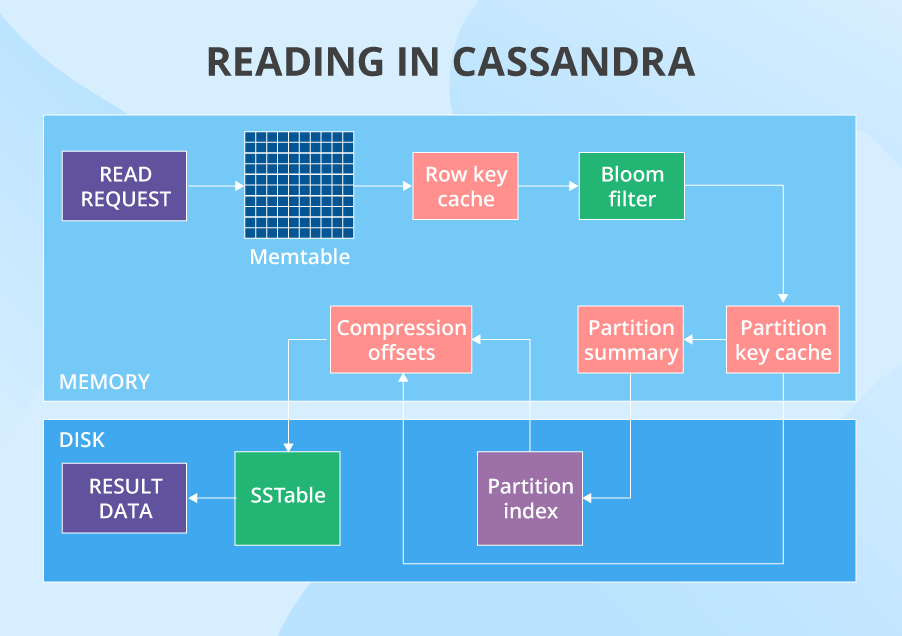 READING IN CASSANDRA
READ
REQUEST
Memtable
Row key
cache
Bloom
filter
Compression
offsets
Partition
summary
Partition
key cache
MEMORY
DISK
RESULT
DATA
SSTable
Partition
index